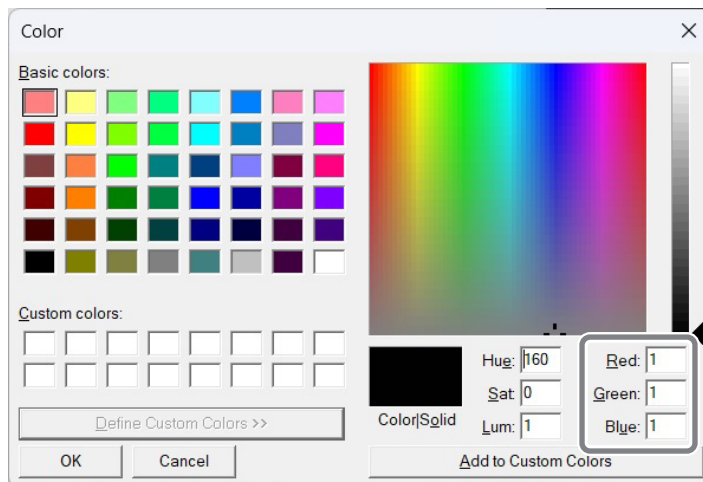 Color
Basic colors:
Custom colors:
Define Custom Colors >>
OK Cancel
Hue: 160 Red: 1
Sat: 0 Green: 1
Color|Solid Lum: 1 Blue: 1
Add to Custom Colors